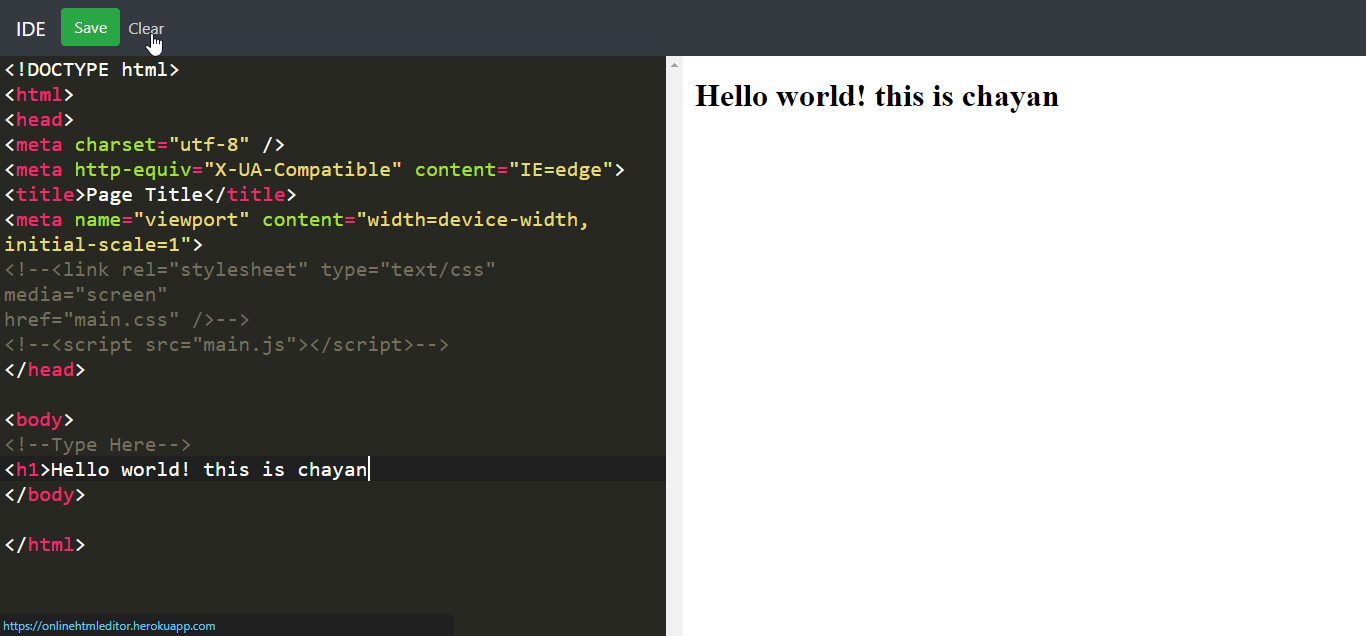 IDE Save Clear
<!DOCTYPE html>
<html>
<head>
<meta charset="utf-8" />
<meta http-equiv="X-UA-Compatible" content="IE=edge">
<title>Page Title</title>
<meta name="viewport" content="width=device-width,
initial-scale=1">
<!--<link rel="stylesheet" type="text/css"
media="screen"
href="main.css" />-->
<!--<script src="main.js"></script>-->
</head>
<body>
<!--Type Here-->
<h1>Hello world! this is chayan
</body>
</html>
https://onlinehtmleditor.herokuapp.com
Hello world! this is chayan